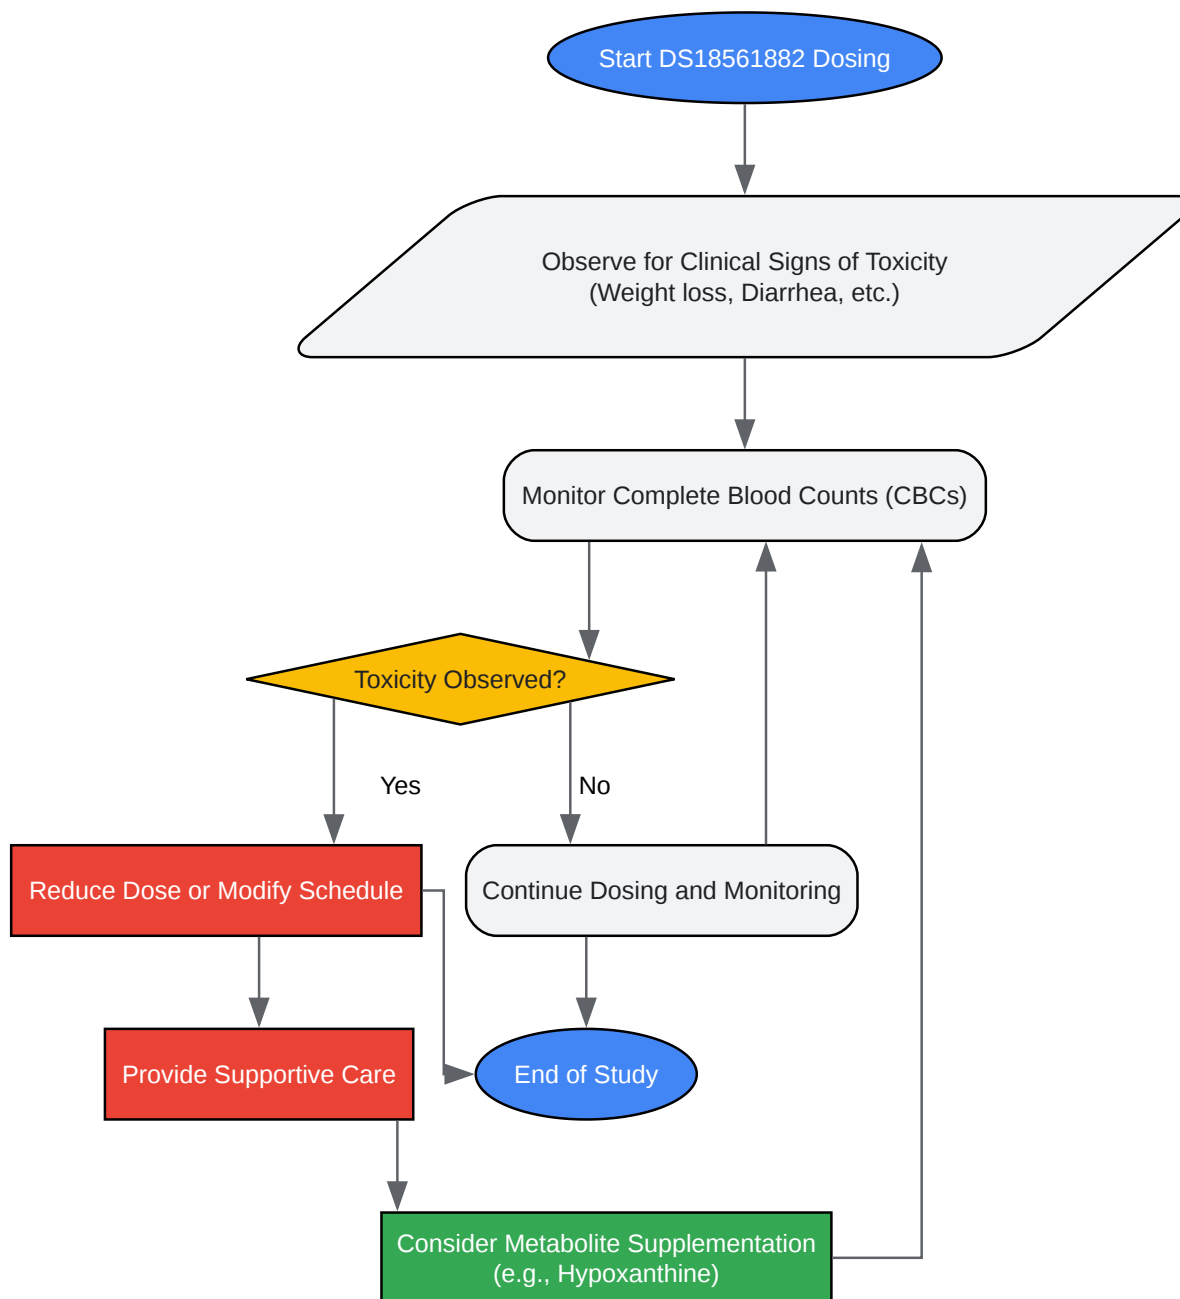 Start DS18561882 Dosing
Observe for Clinical Signs of Toxicity
(Weight loss, Diarrhea, etc.)
Monitor Complete Blood Counts (CBCs)
Toxicity Observed?
Yes
No
Reduce Dose or Modify Schedule
Continue Dosing and Monitoring
Provide Supportive Care
End of Study
Consider Metabolite Supplementation
(e.g., Hypoxanthine)